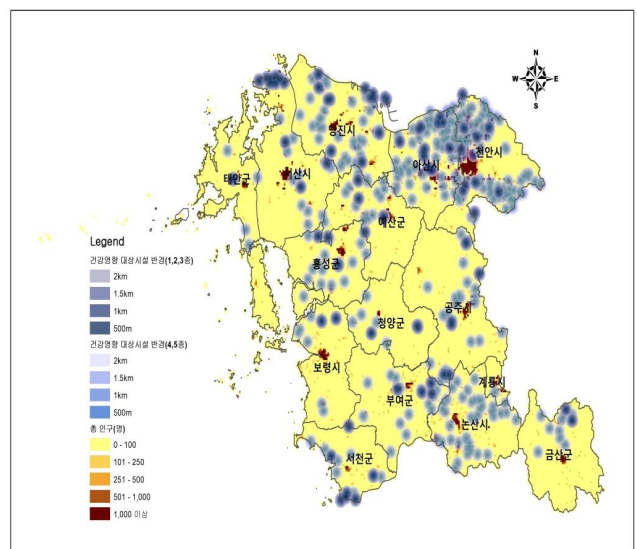 N
W E
S
당진시
천안시
아산시
태안군
서산시
예산군
홍성군
공주시
청양군
보령시
계룡시
부여군
논산시
서천군
금산군
Legend
건강영향 대상시설 반경(1,2,3종)
2km
1.5km
1km
500m
건강영향 대상시설 반경(4,5종)
2km
1.5km
1km
500m
총 인구(명)
0 - 100
101 - 250
251 - 500
501 - 1,000
1,000 이상